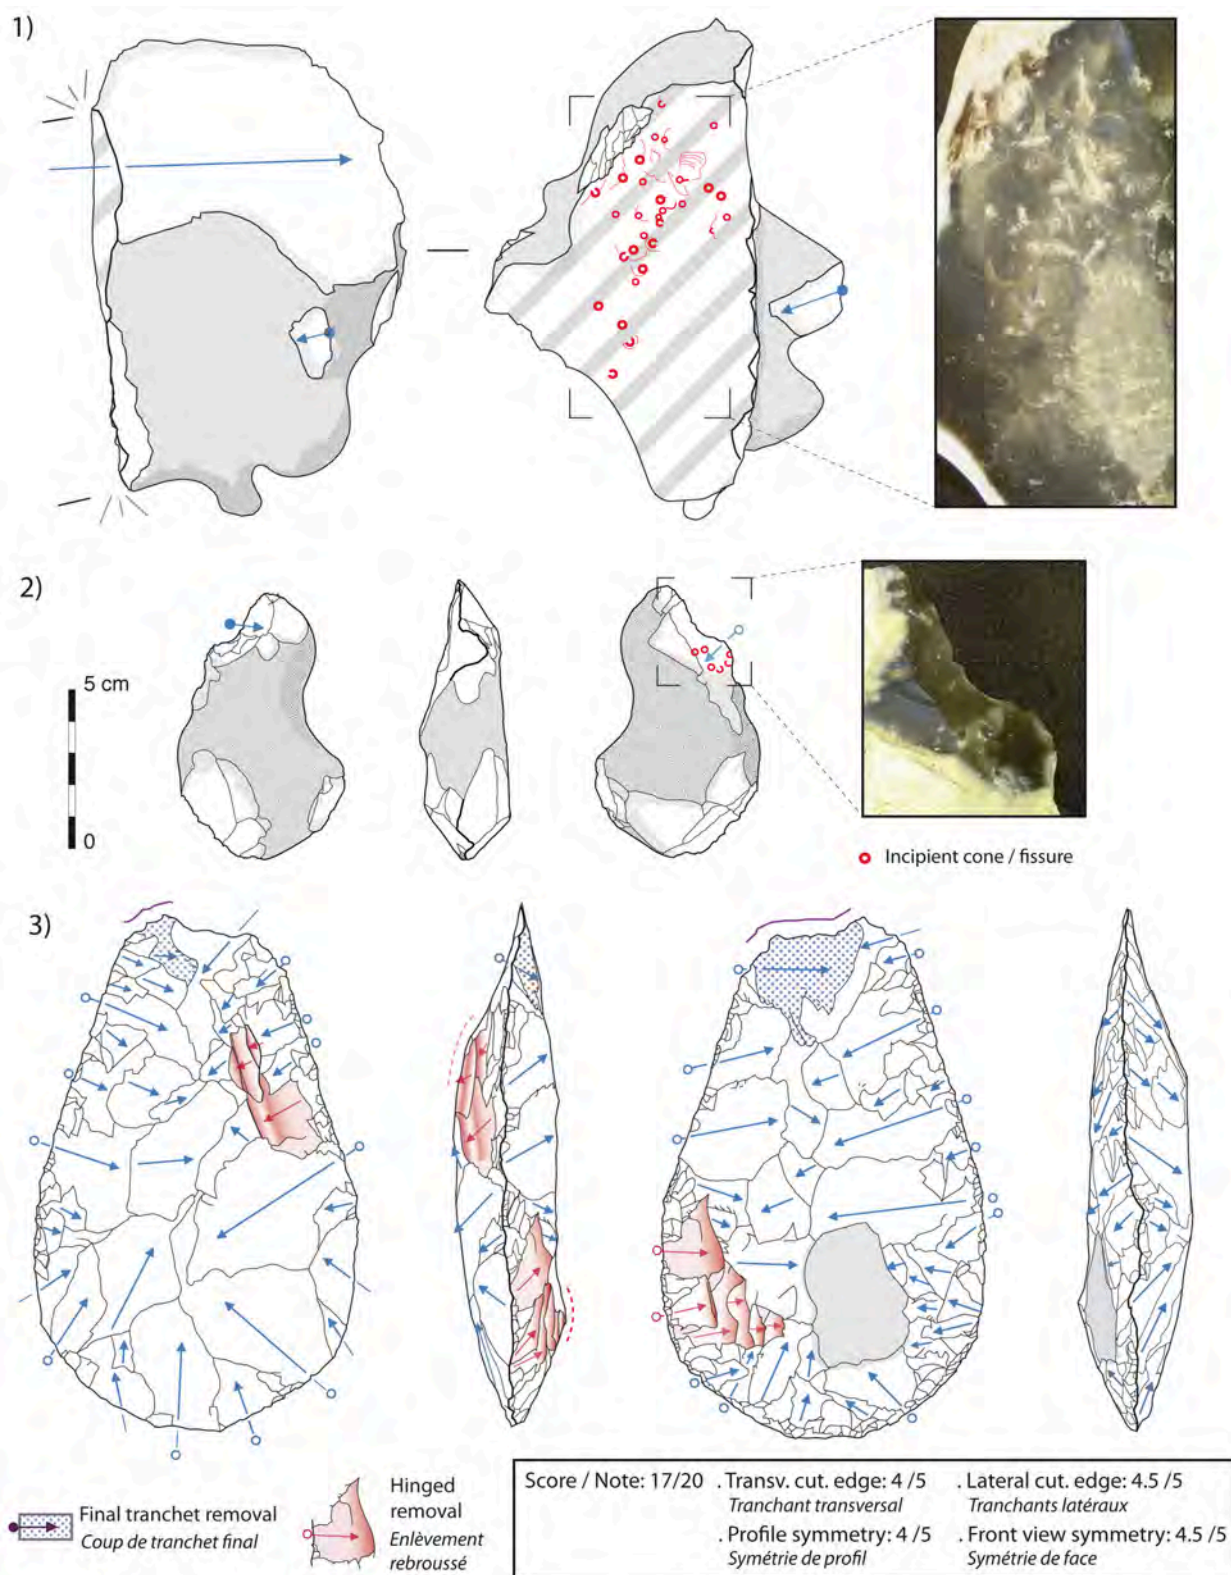 1)
2)
5 cm
0
Incipient cone / fissure
3)
Final tranchet removal
Coup de tranchet final
Hinged
removal
Enlèvement
rebroussé
Score / Note: 17/20 . Transv. cut. edge: 4 /5 . Lateral cut. edge: 4.5 /5
Tranchant transversal Tranchants latéraux
. Profile symmetry: 4 /5 . Front view symmetry: 4.5 /5
Symétrie de profil Symétrie de face